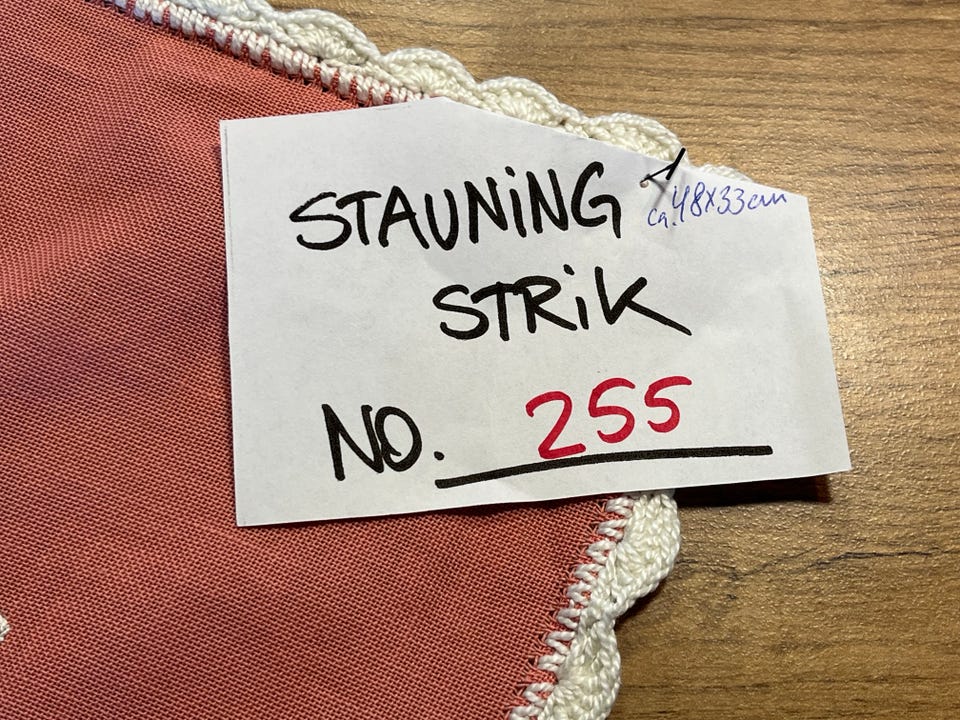 STAUNiNG
ca. 48x33cm
STRiK
NO. 255